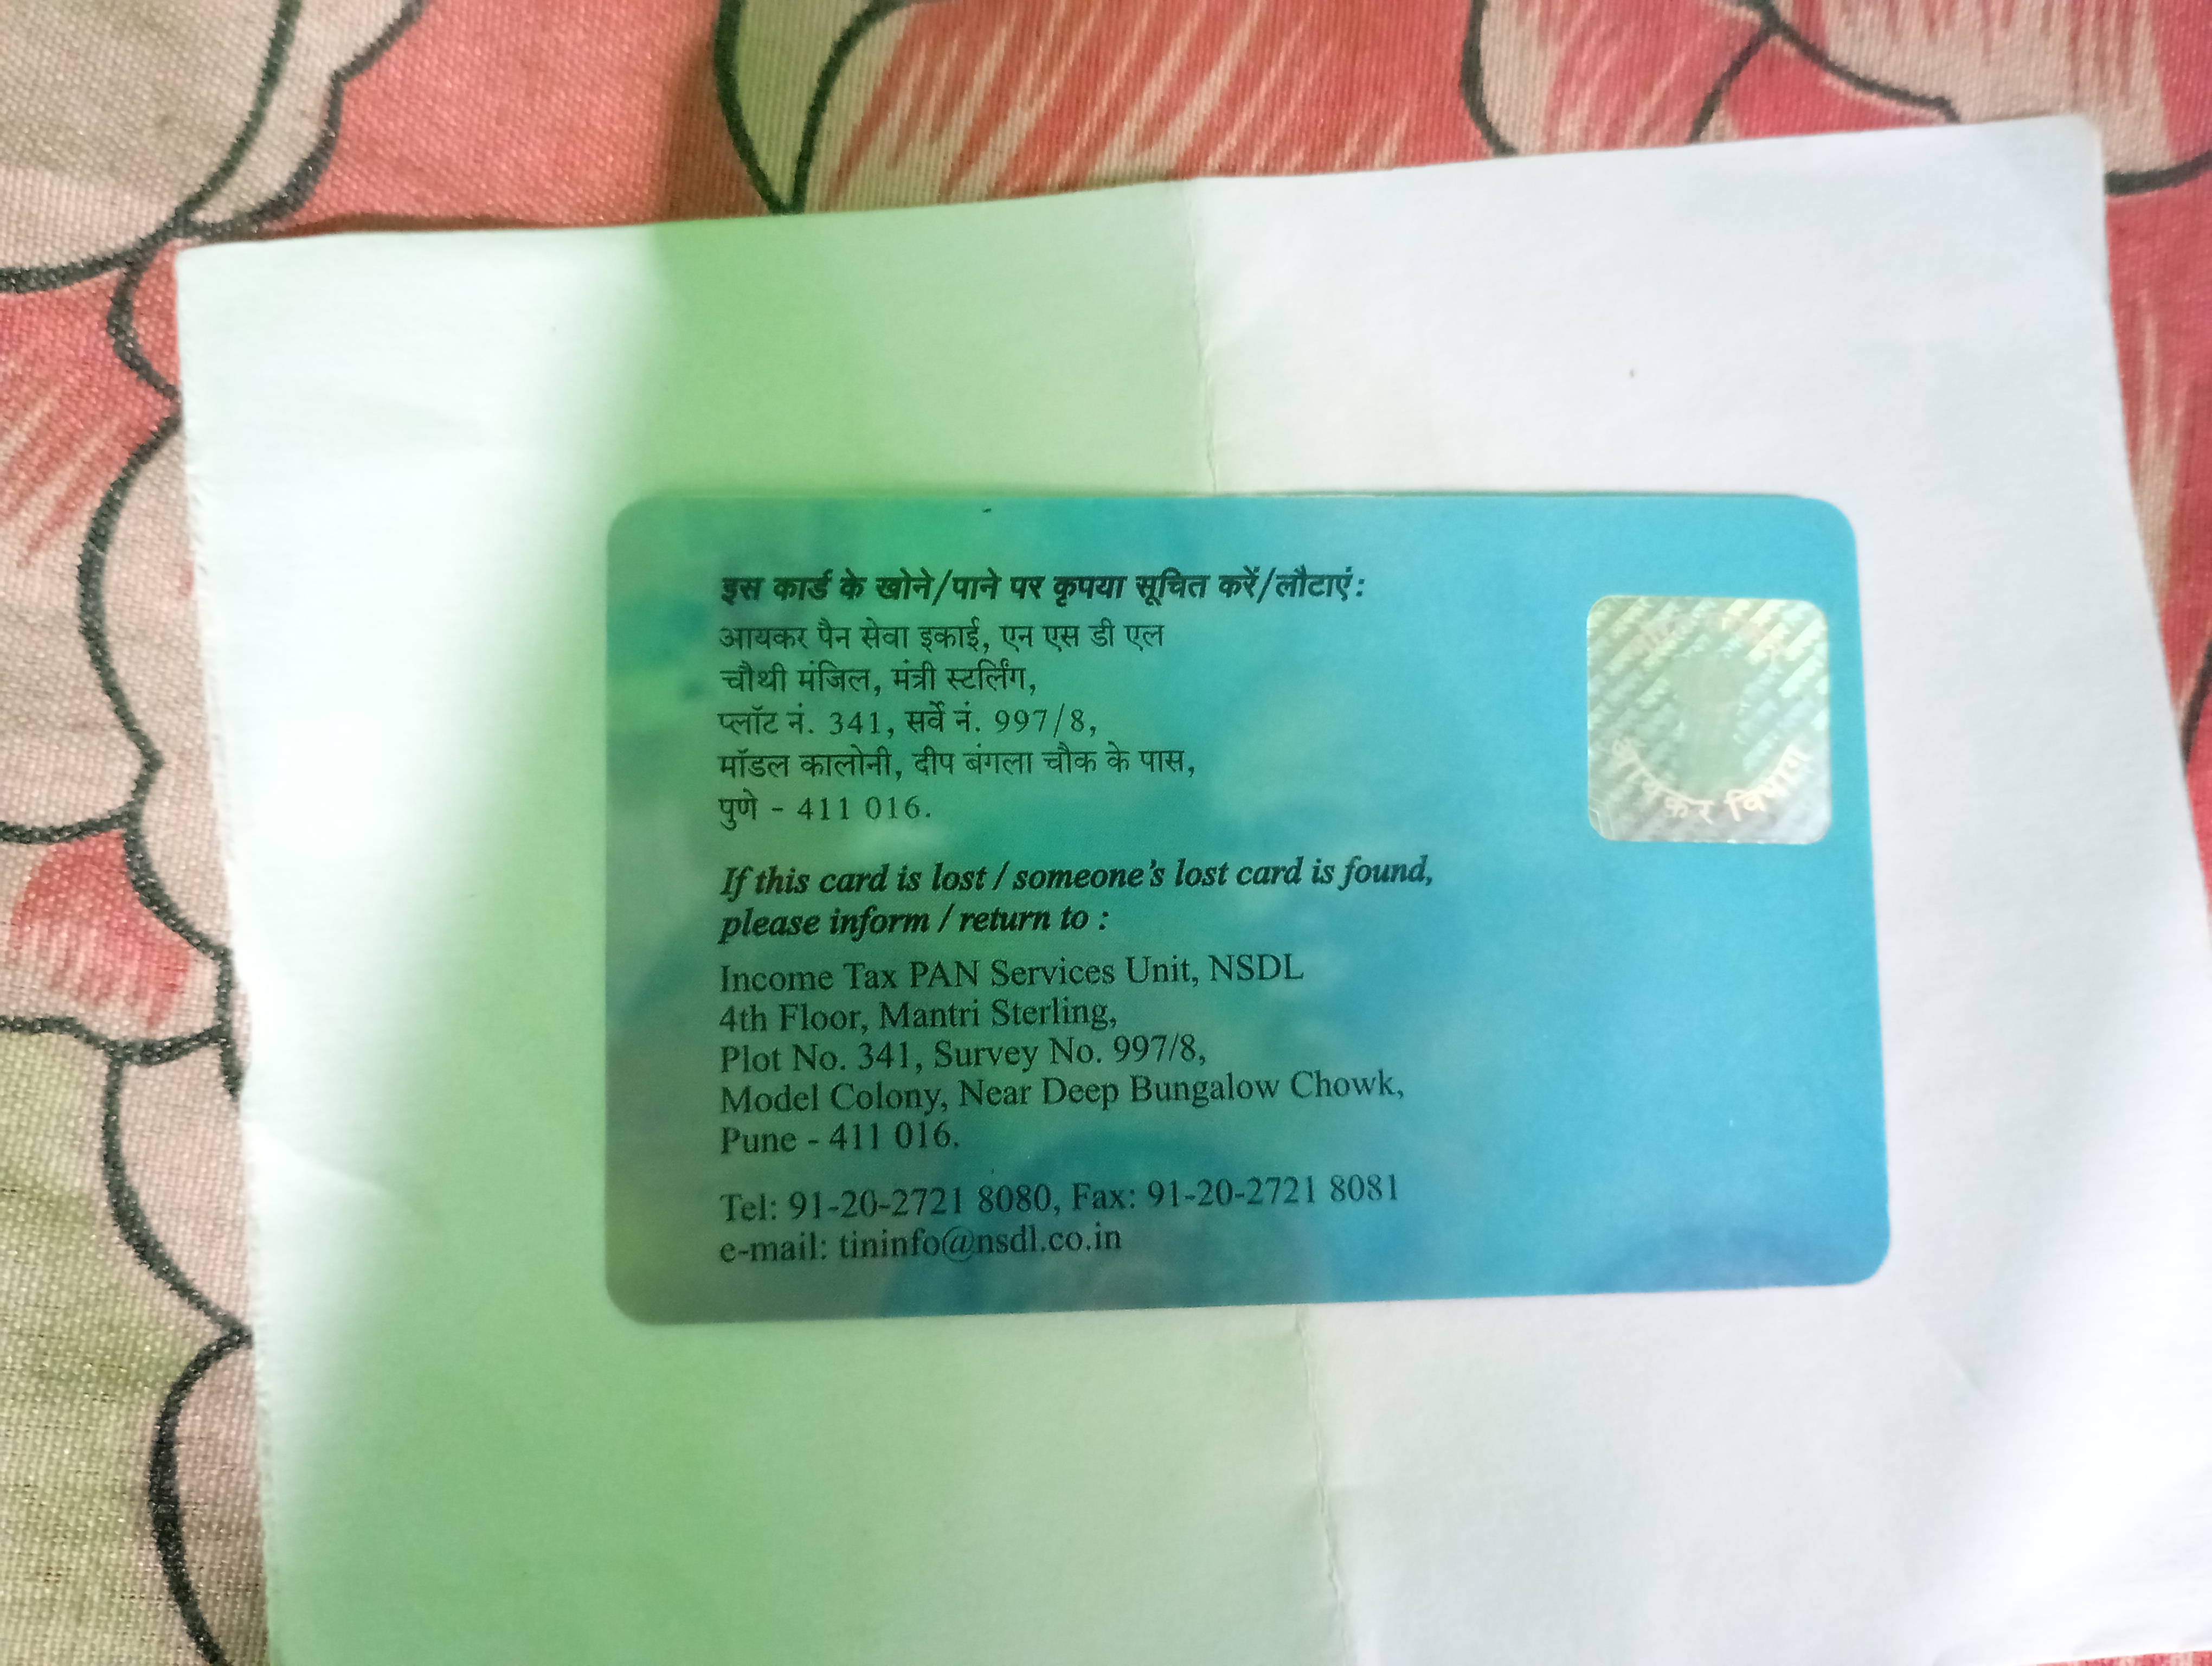 इस कार्ड के खोने/पाने पर कृपया सूचित करें/लौटाएं:
आयकर पैन सेवा इकाई, एन एस डी एल
चौथी मंजिल, मंत्री स्टर्लिंग,
प्लॉट नं. 341, सर्वे नं. 997/8,
मॉडल कालोनी, दीप बंगला चौक के पास,
पुणे - 411 016.
If this card is lost / someone's lost card is found,
please inform / return to :
Income Tax PAN Services Unit, NSDL
4th Floor, Mantri Sterling,
Plot No. 341, Survey No. 997/8,
Model Colony, Near Deep Bungalow Chowk,
Pune - 411 016.
Tel: 91-20-2721 8080, Fax: 91-20-2721 8081
e-mail: tininfo@nsdl.co.in
आयकर विभाग